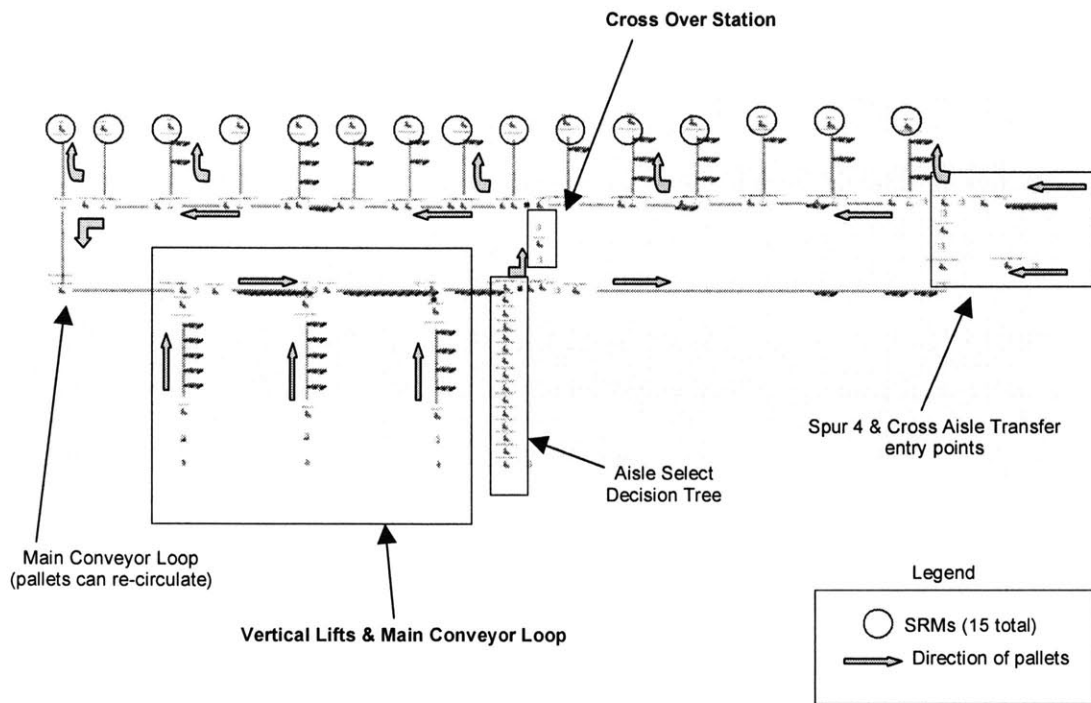 Cross Over Station
Spur 4 & Cross Aisle Transfer
entry points
Aisle Select
Decision Tree
Main Conveyor Loop
(pallets can re-circulate)
Vertical Lifts & Main Conveyor Loop
Legend
SRMs (15 total)
Direction of pallets